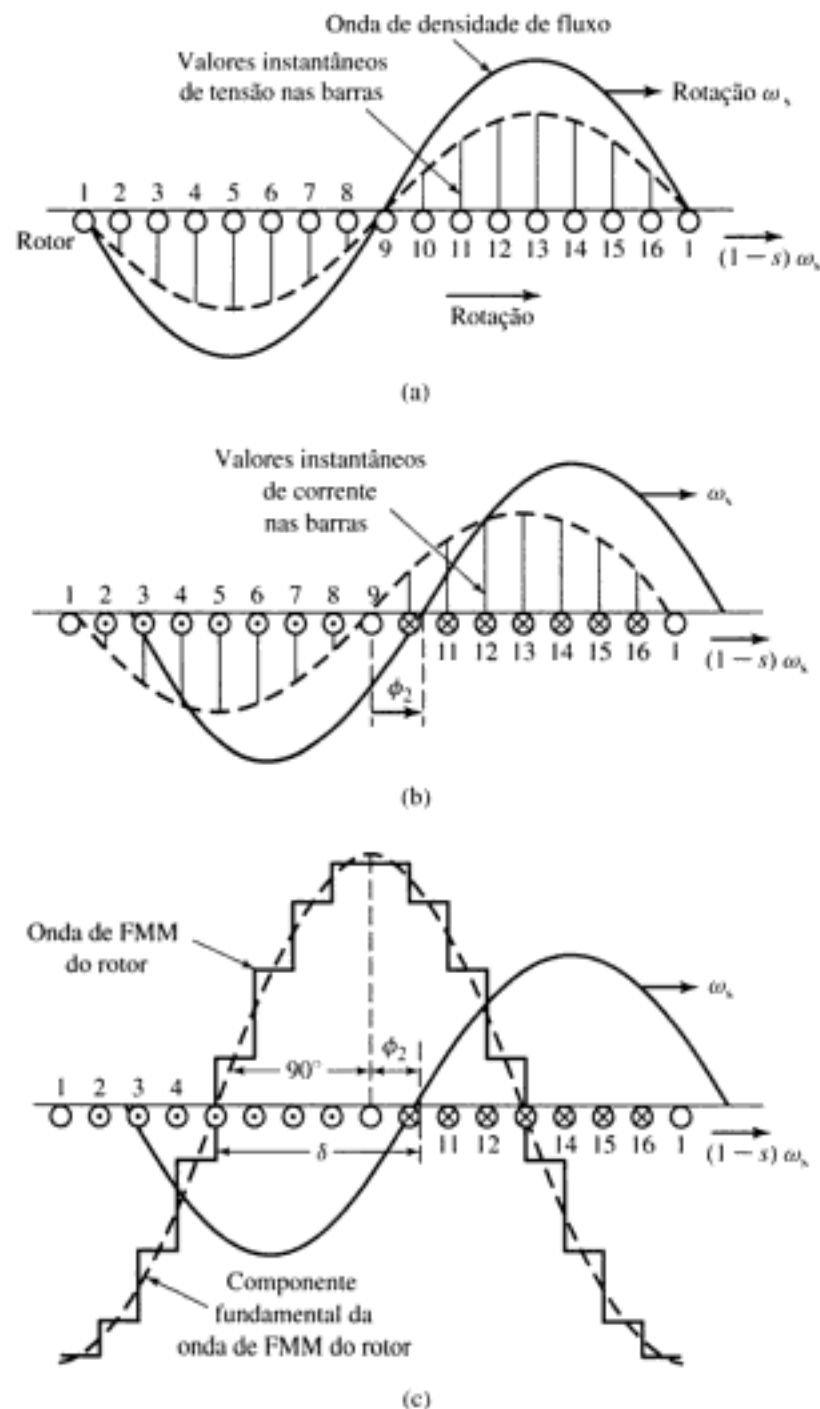 Onda de densidade de fluxo
Valores instantâneos
de tensão nas barras
Rotação ωs
1 2 3 4 5 6 7 8
Rotor
9 10 11 12 13 14 15 16 1
(1 − s) ωs
Rotação
(a)
Valores instantâneos
de corrente
nas barras
ωs
1 2 3 4 5 6 7 8 9
11 12 13 14 15 16 1
(1 − s) ωs
ϕ2
(b)
Onda de FMM
do rotor
ωs
90°
ϕ2
1 2 3 4
11 12 14 15 16 1
(1 − s) ωs
δ
Componente
fundamental da
onda de FMM do rotor
(c)